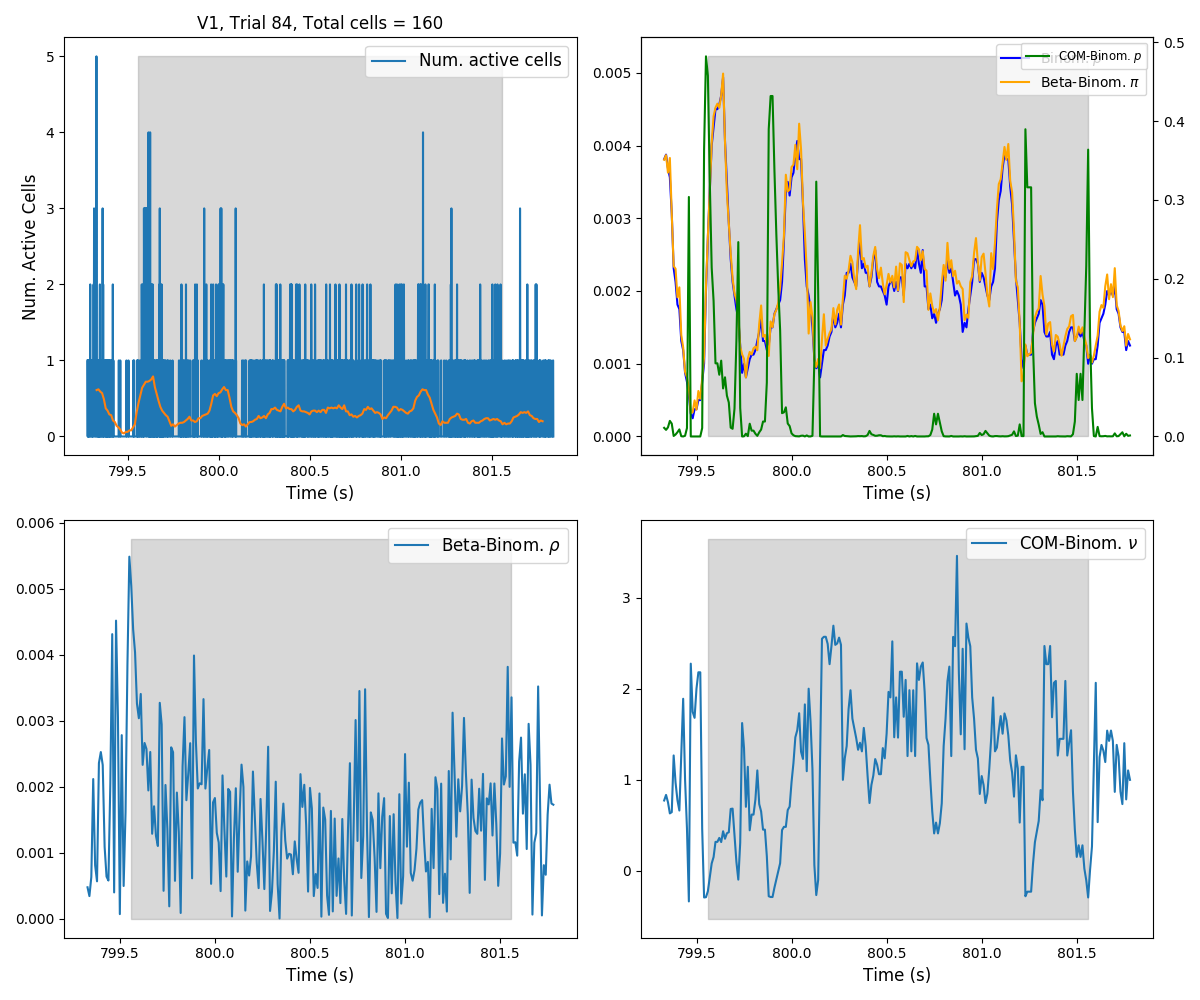 V1, Trial 84, Total cells = 160
Num. active cells
Num. Active Cells
5
4
3
2
1
0
799.5 800.0 800.5 801.0 801.5
Time (s)
COM-Binom. p
Beta-Binom. π
0.005
0.004
0.003
0.002
0.001
0.000
0.5
0.4
0.3
0.2
0.1
0.0
799.5 800.0 800.5 801.0 801.5
Time (s)
Beta-Binom. ρ
0.006
0.005
0.004
0.003
0.002
0.001
0.000
799.5 800.0 800.5 801.0 801.5
Time (s)
COM-Binom. ν
3
2
1
0
799.5 800.0 800.5 801.0 801.5
Time (s)